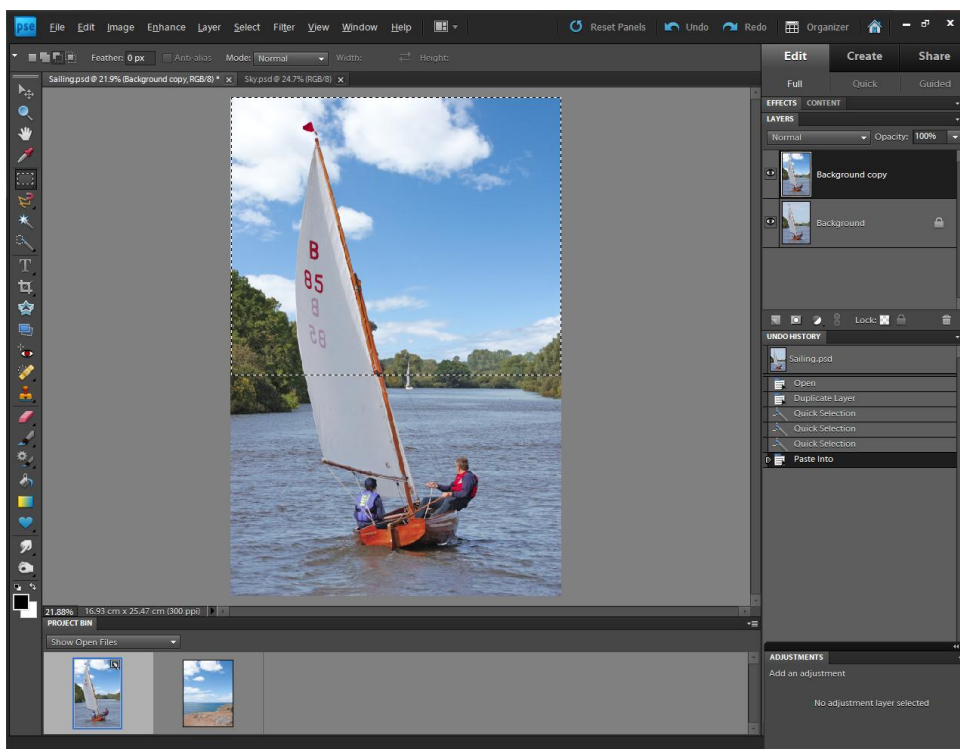 pse File Edit Image Enhance Layer Select Filter View Window Help Reset Panels Undo Redo Organizer
Feather: 0 px Anti-alias Mode: Normal Width: Height:
Edit Create Share
Full Quick Guided
Sailing.psd @ 21.9% (Background copy, RGB/8) * x Sky.psd @ 24.7% (RGB/8) x
EFFECTS CONTENT
LAYERS
Normal Opacity: 100%
Background copy
Background
Lock:
UNDO HISTORY
Sailing.psd
Open
Duplicate Layer
Quick Selection
Quick Selection
Quick Selection
Paste Into
B
85
8
58
T
21.88% 16.93 cm x 25.47 cm (300 ppi)
PROJECT BIN
Show Open Files
ADJUSTMENTS
Add an adjustment
No adjustment layer selected